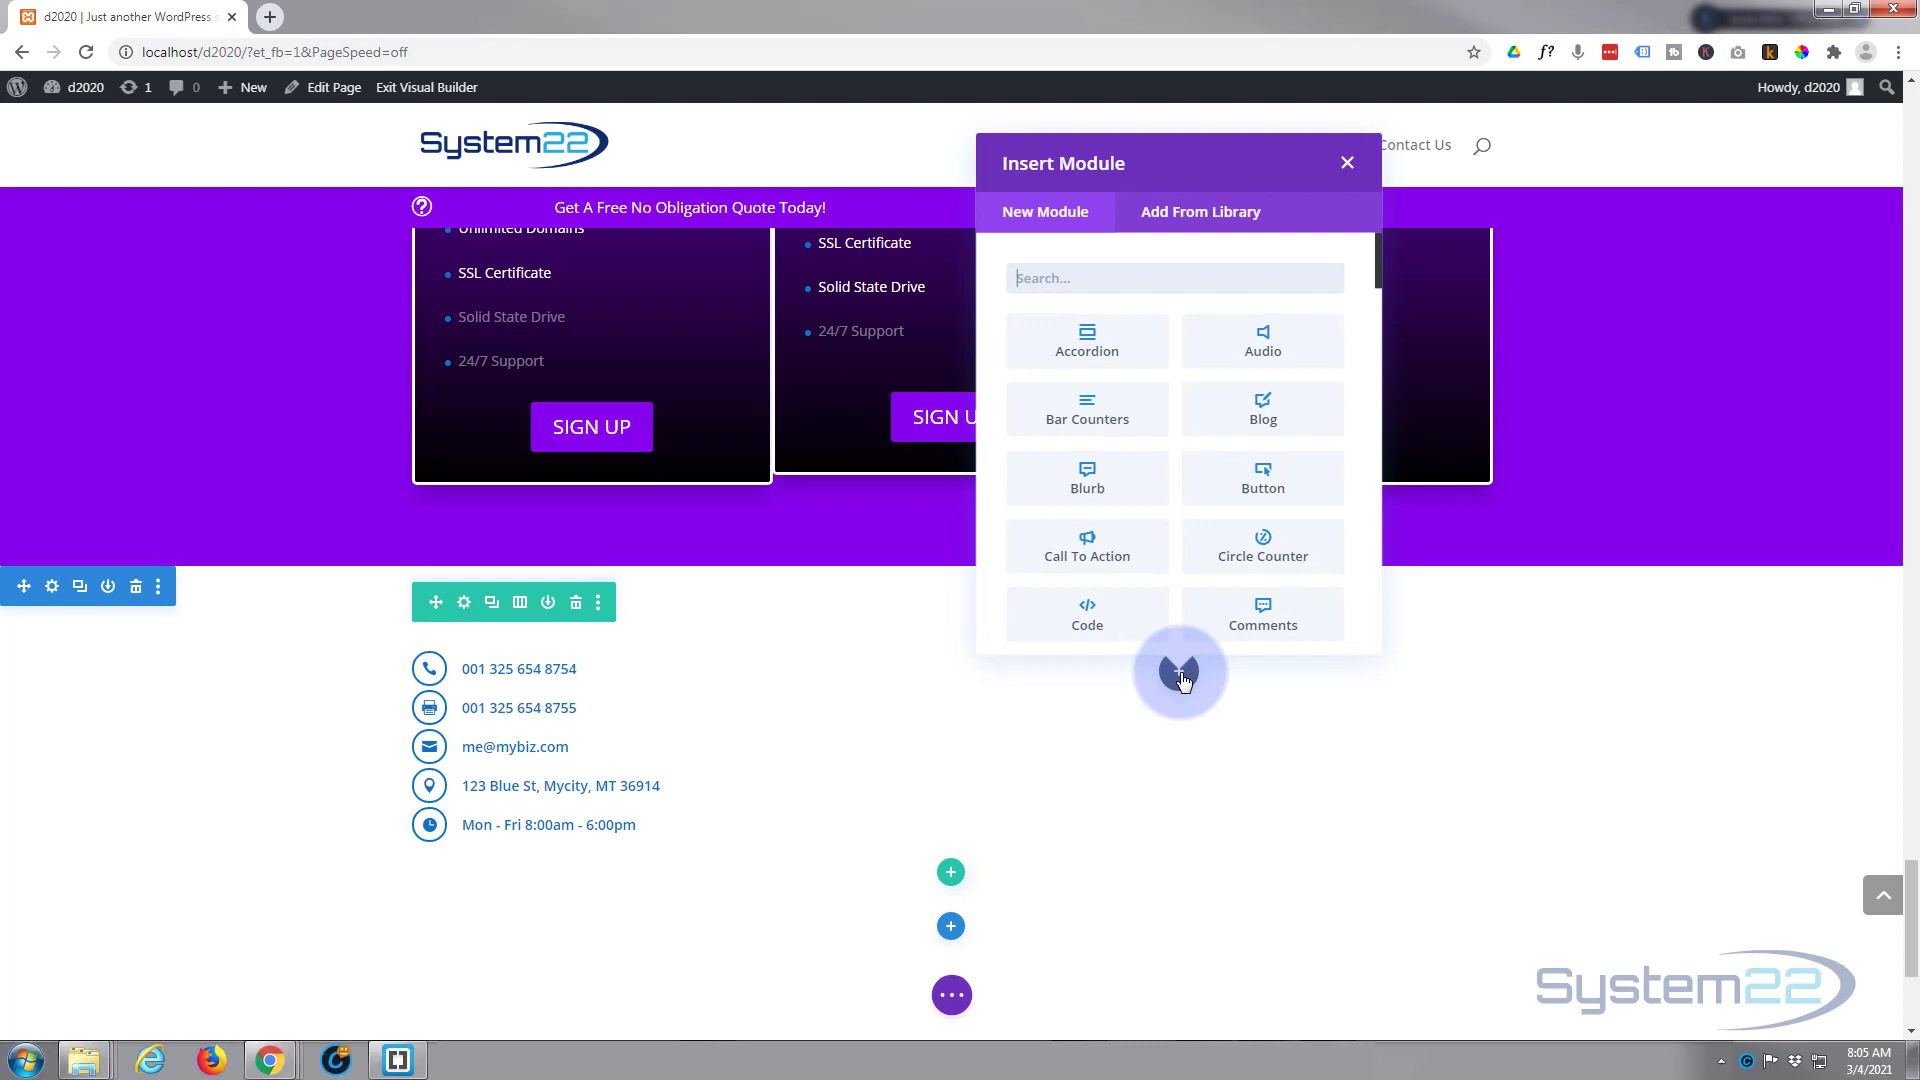 d2020 | Just another WordPress s
localhost/d2020/?et_fb=1&PageSpeed=off
d2020
1
0
New
Edit Page
Exit Visual Builder
Howdy, d2020
System22
Contact Us
Get A Free No Obligation Quote Today!
Unlimited Domains
SSL Certificate
Solid State Drive
24/7 Support
SIGN UP
SSL Certificate
Solid State Drive
24/7 Support
SIGN U
Insert Module
New Module
Add From Library
Search...
Accordion
Audio
Bar Counters
Blog
Blurb
Button
Call To Action
Circle Counter
Code
Comments
001 325 654 8754
001 325 654 8755
me@mybiz.com
123 Blue St, Mycity, MT 36914
Mon - Fri 8:00am - 6:00pm
System22
8:05 AM
3/4/2021